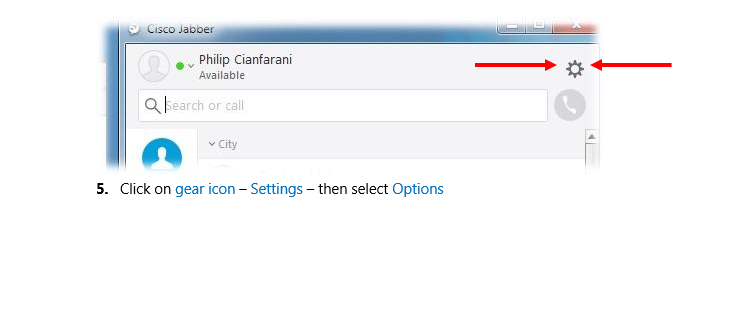 Cisco Jabber
Philip Cianfarani
Available
Search or call
City
5. Click on gear icon – Settings – then select Options